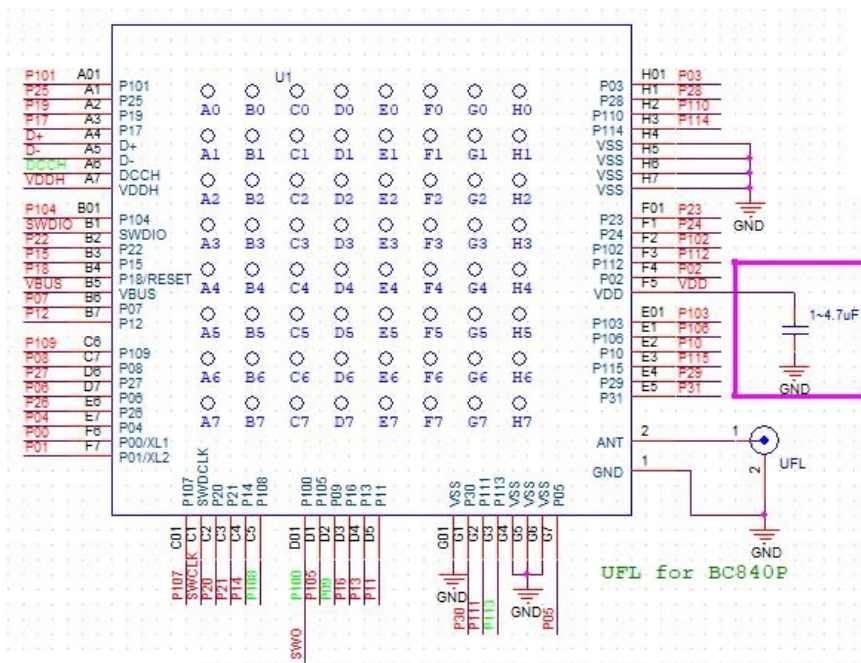 U1
P101 A01 P101
P25 A1 P25
P19 A2 P19
P17 A3 P17
D+ A4 D+
D- A5 D-
DCCH A6 DCCH
VDDH A7 VDDH
P104 B01 P104
SWDIO B1 SWDIO
P22 B2 P22
P15 B3 P15
P18 B4 P18/RESET
VBUS B5 VBUS
P07 B6 P07
P12 B7 P12
P109 C6 P109
P08 C7 P08
P27 D6 P27
P06 D7 P06
P26 E6 P26
P04 E7 P04
P00 F6 P00/XL1
P01 F7 P01/XL2
A0 B0 C0 D0 E0 F0 G0 H0
A1 B1 C1 D1 E1 F1 G1 H1
A2 B2 C2 D2 E2 F2 G2 H2
A3 B3 C3 D3 E3 F3 G3 H3
A4 B4 C4 D4 E4 F4 G4 H4
A5 B5 C5 D5 E5 F5 G5 H5
A6 B6 C6 D6 E6 F6 G6 H6
A7 B7 C7 D7 E7 F7 G7 H7
P03 H01 P03
P28 H1 P28
P110 H2 P110
P114 H3 P114
VSS H4
VSS H5
VSS H6
VSS H7
GND
P23 F01 P23
P24 F1 P24
P102 F2 P102
P112 F3 P112
P02 F4 P02
VDD F5 VDD
1~4.7uF
GND
P103 E01 P103
P106 E1 P106
P10 E2 P10
P115 E3 P115
P29 E4 P29
P31 E5 P31
ANT 2 1
UFL
GND 1 2
GND
P107 SWDCLK P20 P21 P14 P108
C01 C1 C2 C3 C4 C5
P107 SWCLK P20 P21 P14 P108
P100 P105 P09 P16 P13 P11
D01 D1 D2 D3 D4 D5
P100 P105 P09 P16 P13 P11
SWO
VSS P30 P111 P113 VSS VSS VSS P05
G01 G1 G2 G3 G4 G5 G6 G7
GND P30 P111 P113 GND P05
UFL for BC840P